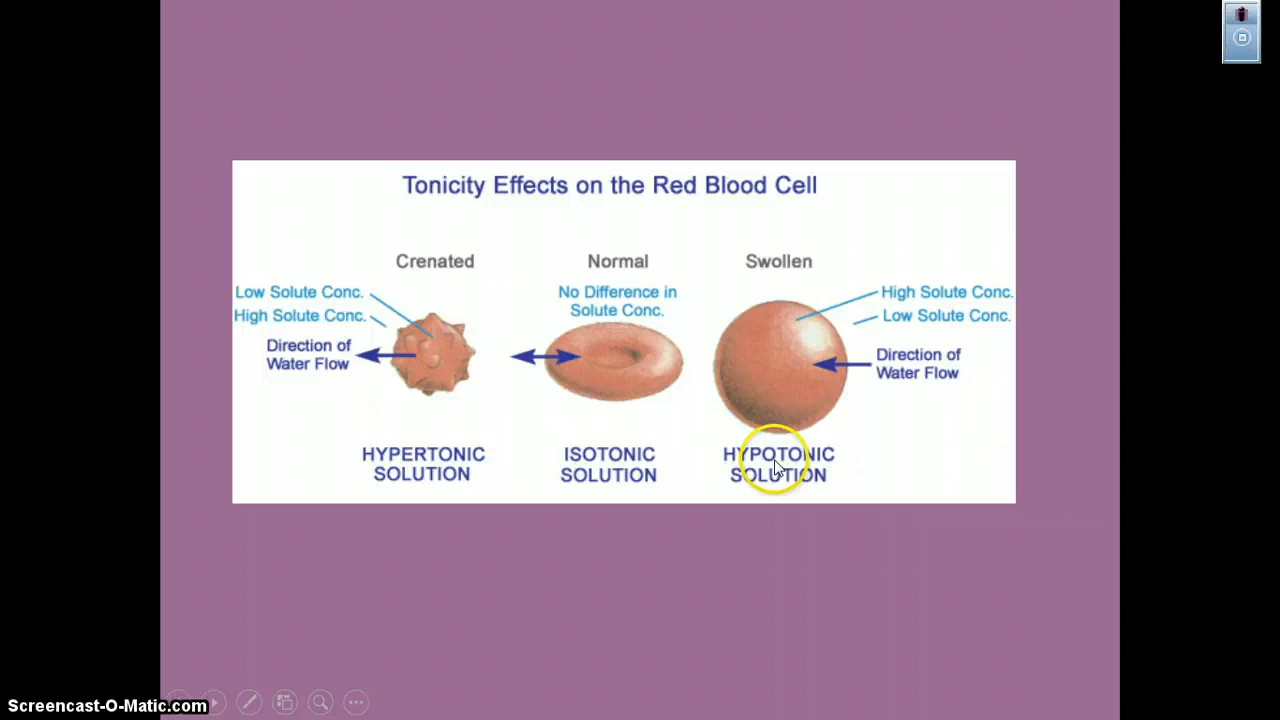 Tonicity Effects on the Red Blood Cell
Crenated
Low Solute Conc.
High Solute Conc.
Direction of
Water Flow
HYPERTONIC
SOLUTION
Normal
No Difference in
Solute Conc.
ISOTONIC
SOLUTION
Swollen
High Solute Conc.
Low Solute Conc.
Direction of
Water Flow
HYPOTONIC
SOLUTION
Screencast-O-Matic.com